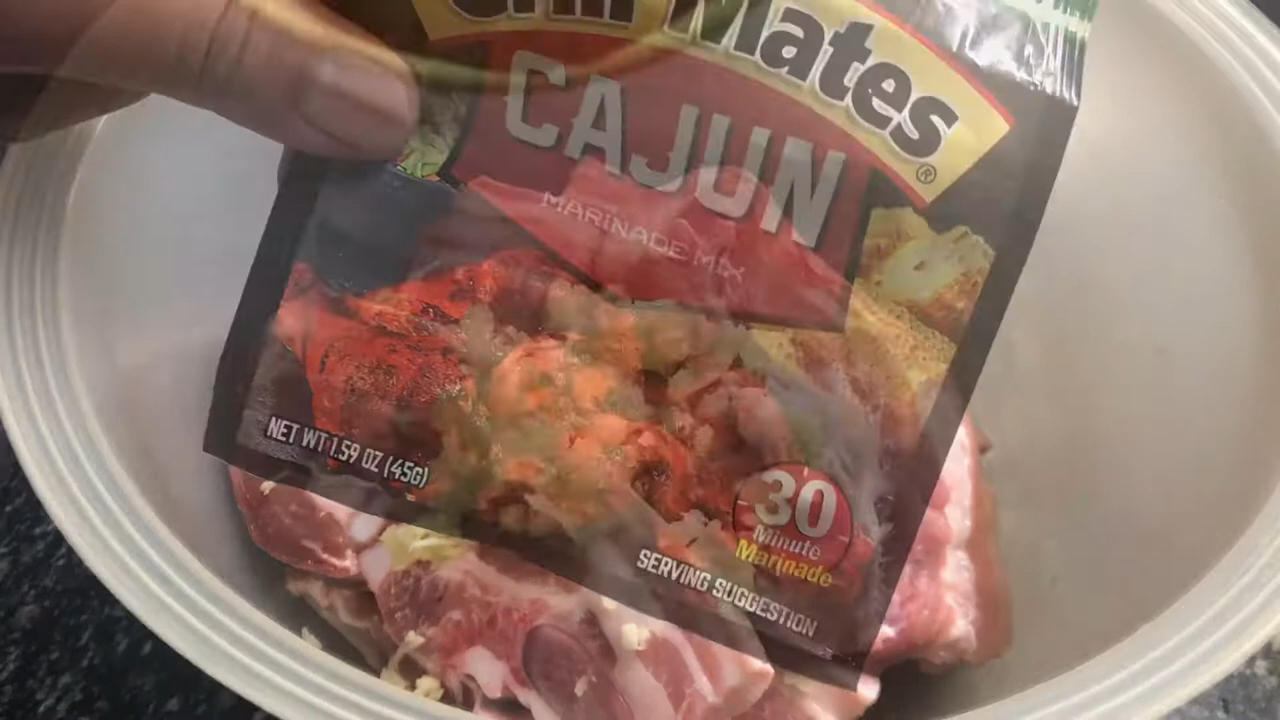 Mates®
CAJUN
MARINADE MIX
NET WT 1.59 OZ (45G)
30
Minute
Marinade
SERVING SUGGESTION